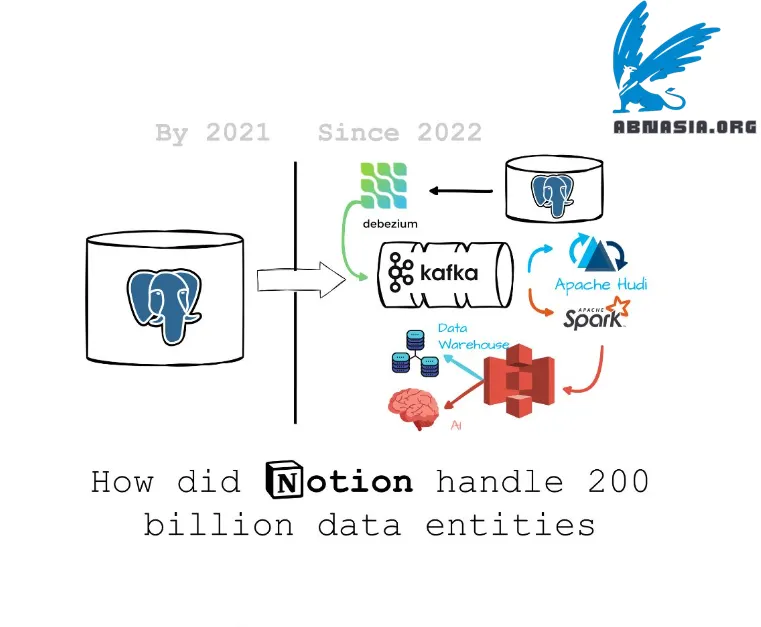 ABNASIA.ORG
By 2021
Since 2022
debezium
kafka
Apache Hudi
APACHE
Spark™
Data
Warehouse
Ai
How did Notion handle 200
billion data entities